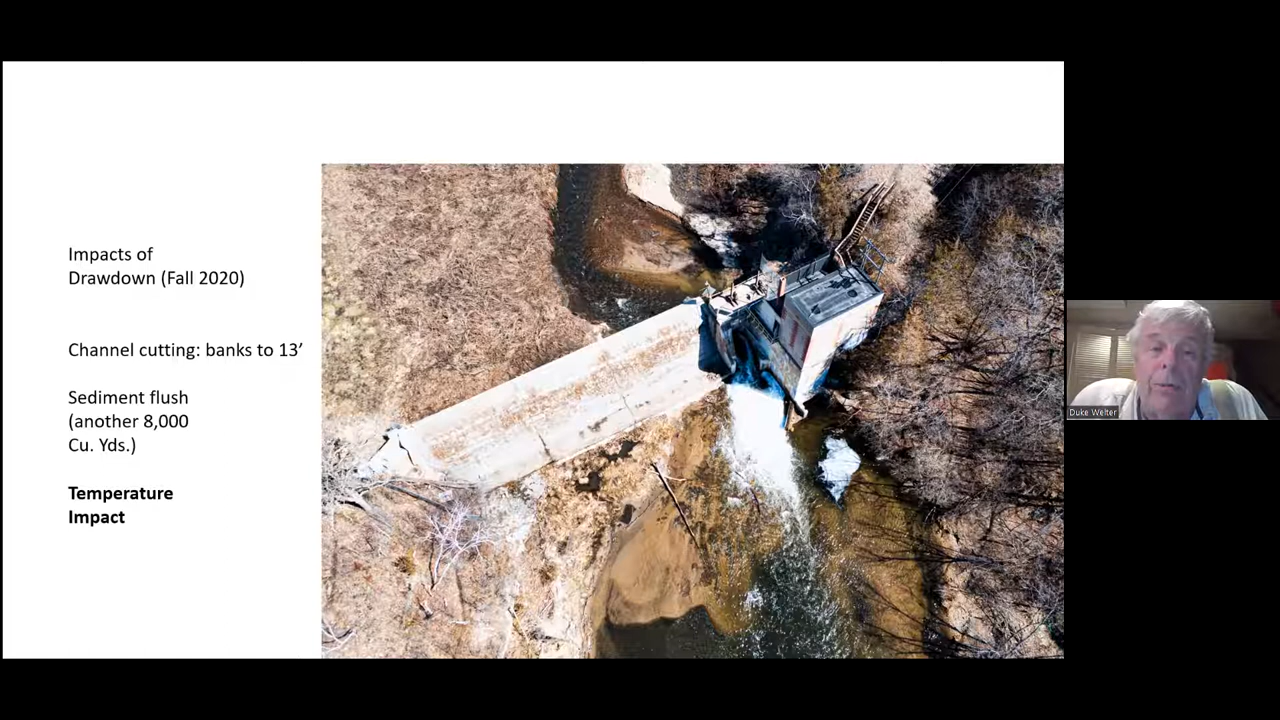 Impacts of
Drawdown (Fall 2020)
Channel cutting: banks to 13’
Sediment flush
(another 8,000
Cu. Yds.)
Temperature
Impact
Duke Welter